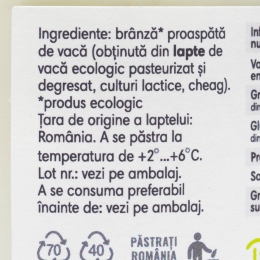 Ingrediente: brânză* proaspătă
de vacă (obținută din lapte de
vacă ecologic pasteurizat și
degresat, culturi lactice, cheag).
*produs ecologic
Țara de origine a laptelui:
România. A se păstra la
temperatura de +2°...+6°C.
Lot nr.: vezi pe ambalaj.
A se consuma preferabil
înainte de: vezi pe ambalaj.
70
40
PĂSTRAȚI